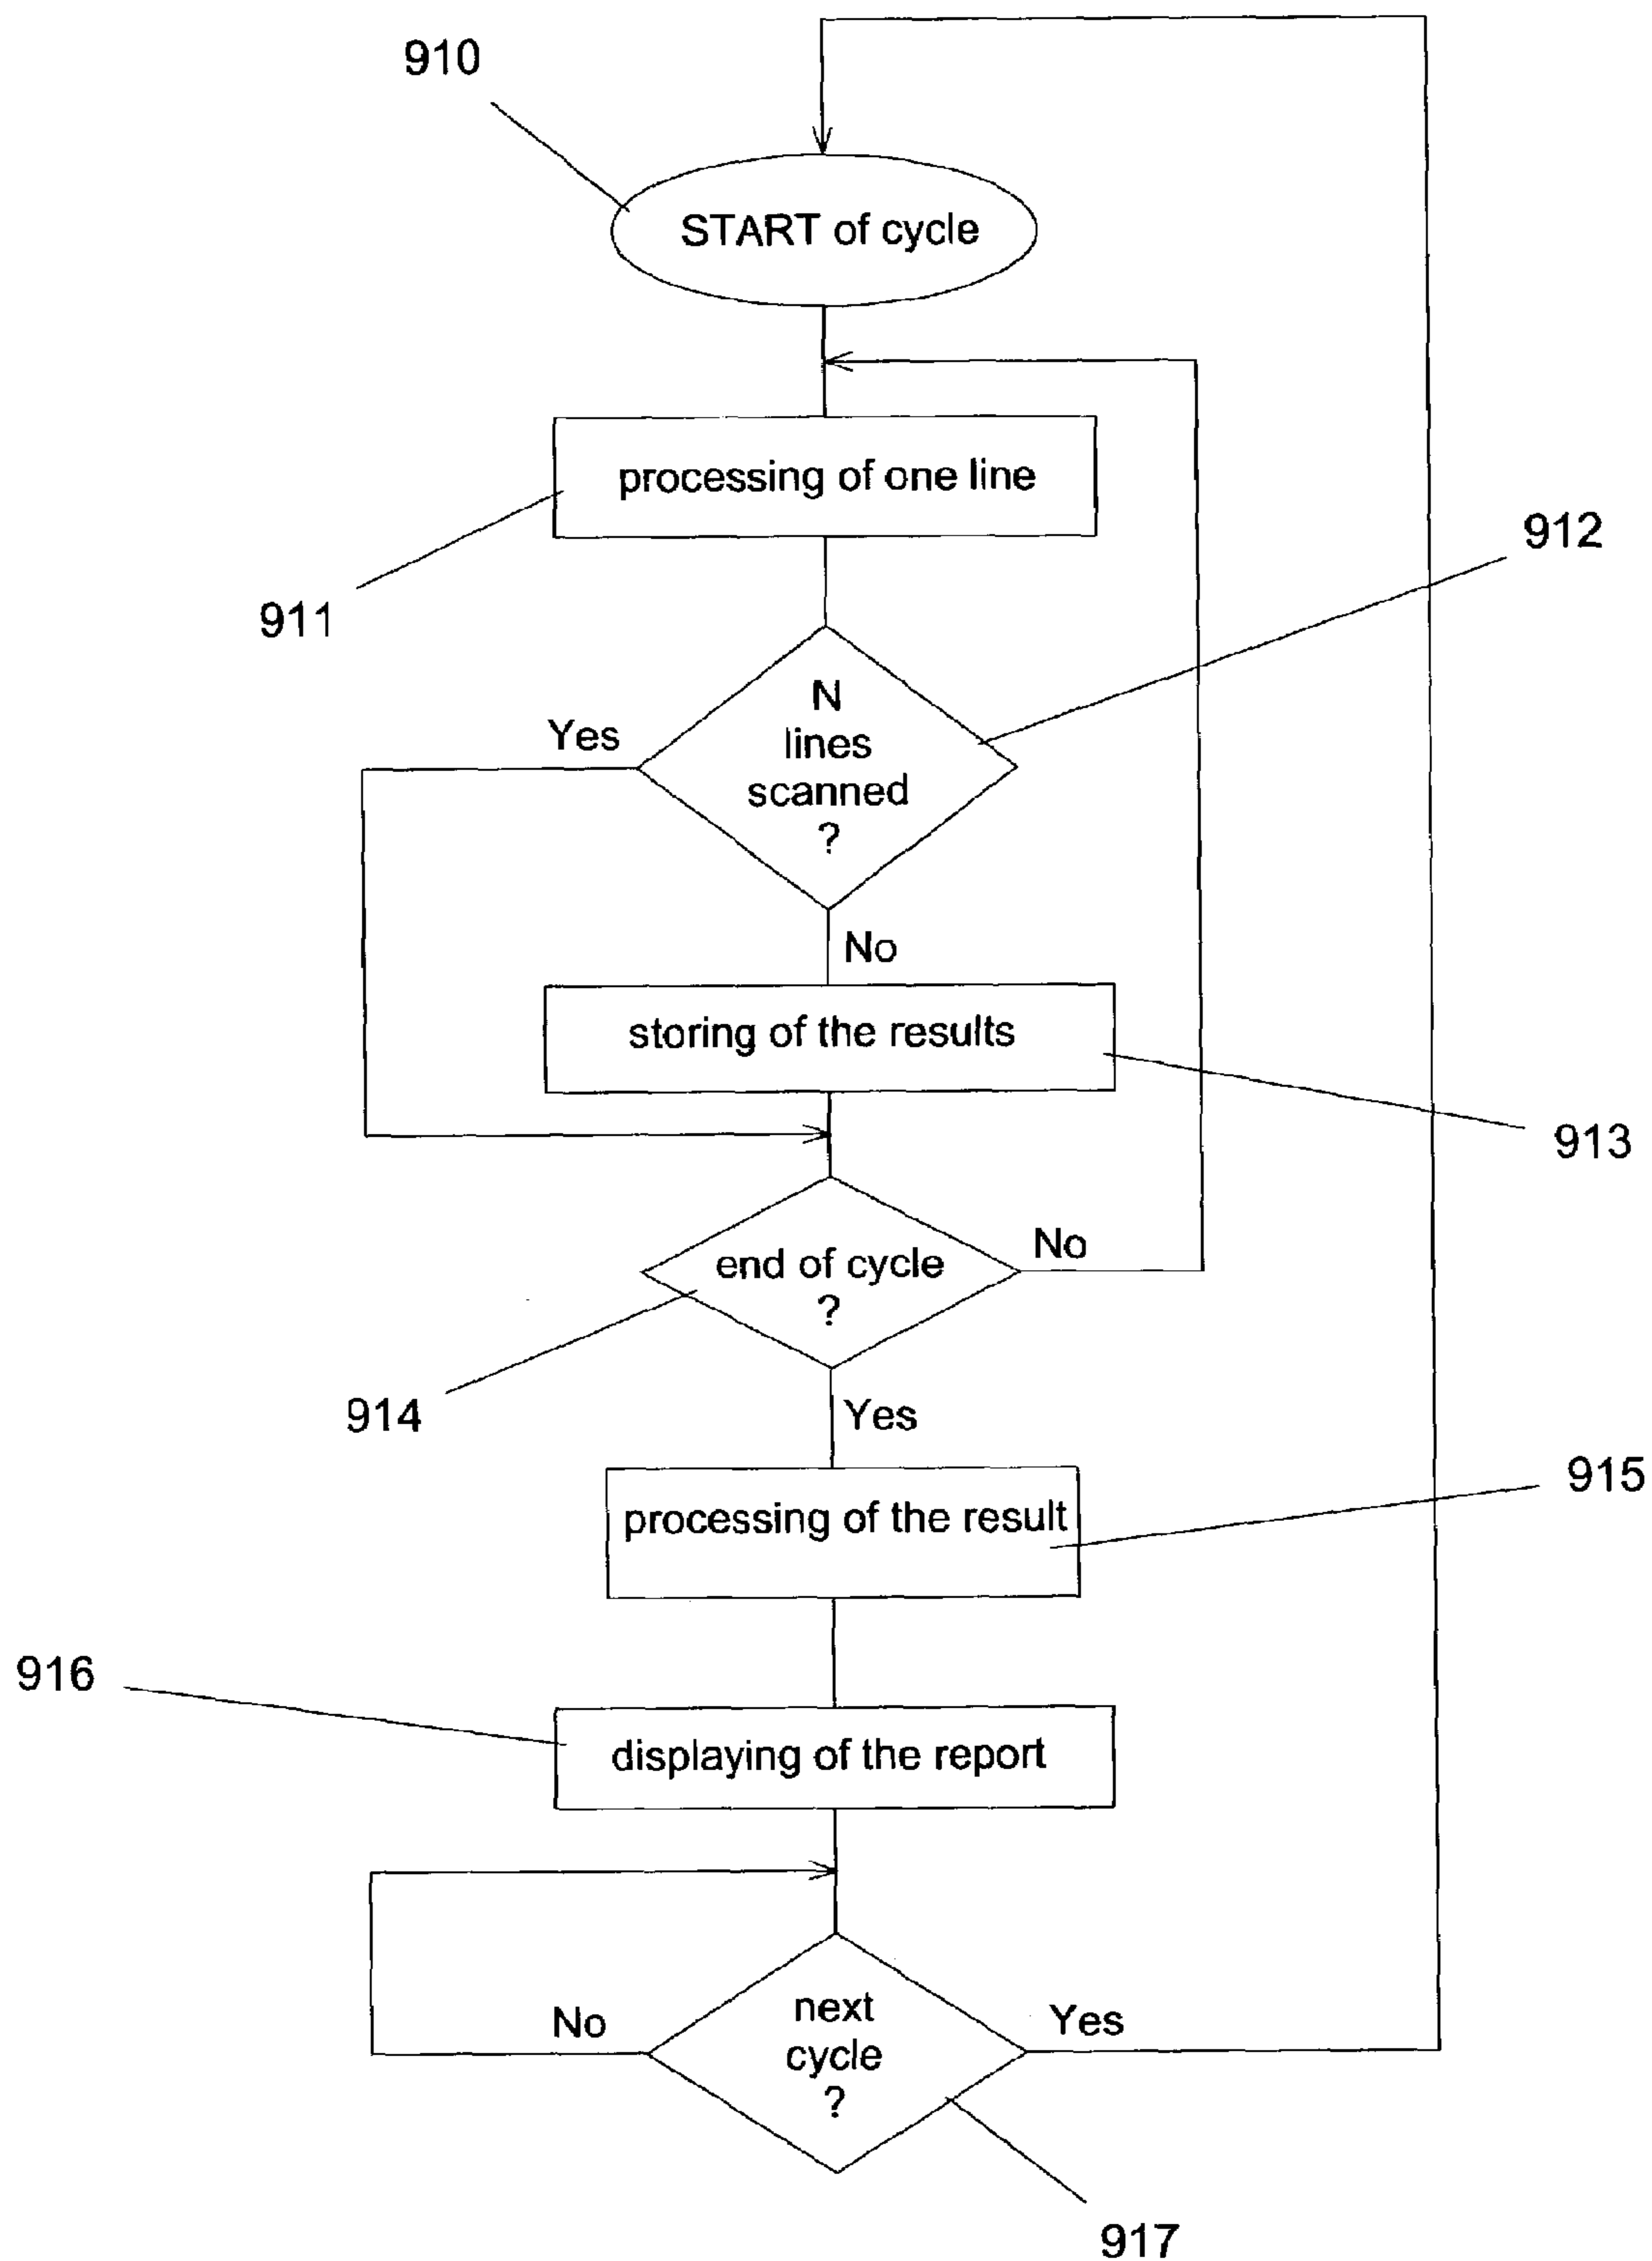 910
START of cycle
processing of one line
911
912
N
lines
scanned
?
Yes
No
storing of the results
913
end of cycle
?
No
914
Yes
processing of the result
915
916
displaying of the report
next
cycle
?
No
Yes
917